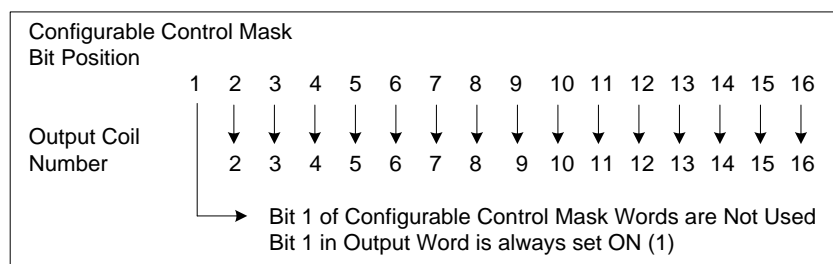 Configurable Control Mask
Bit Position
1 2 3 4 5 6 7 8 9 10 11 12 13 14 15 16
Output Coil
Number 2 3 4 5 6 7 8 9 10 11 12 13 14 15 16
Bit 1 of Configurable Control Mask Words are Not Used
Bit 1 in Output Word is always set ON (1)